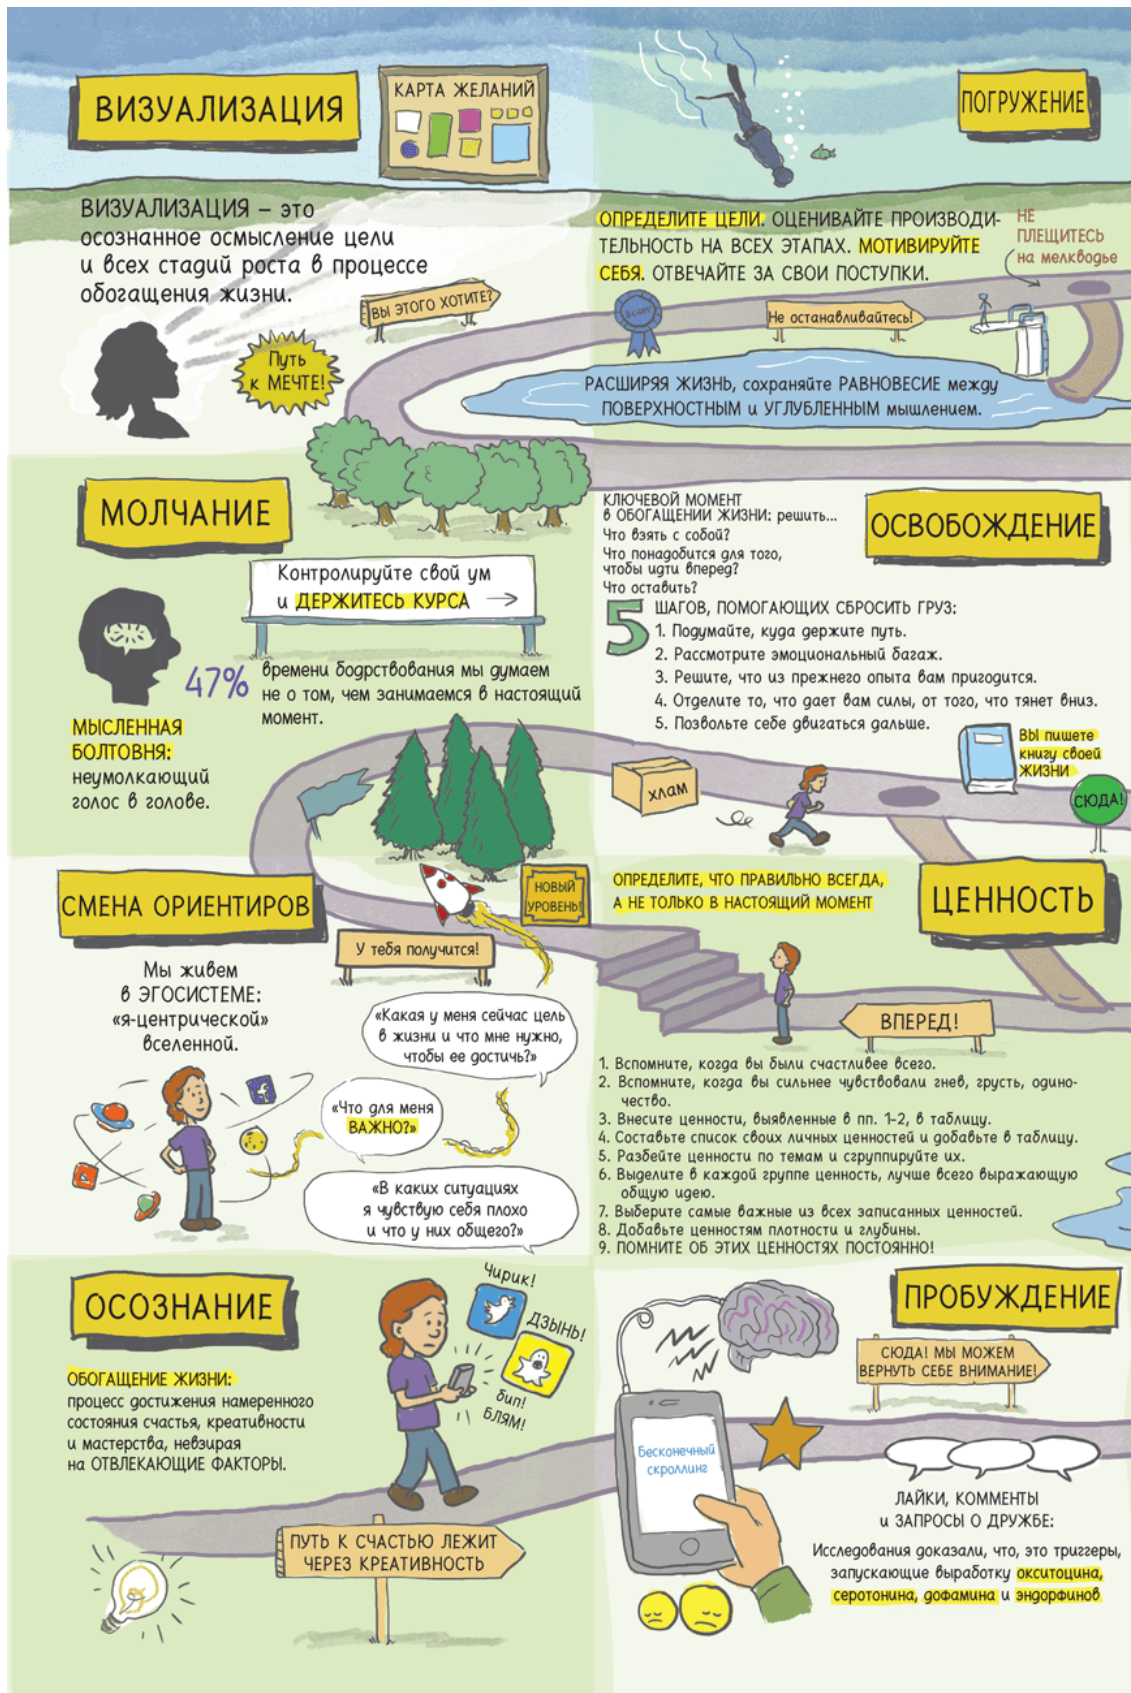 ВИЗУАЛИЗАЦИЯ
КАРТА ЖЕЛАНИЙ
ВИЗУАЛИЗАЦИЯ – это
осознанное осмысление цели
и всех стадий роста в процессе
обогащения жизни.
ВЫ ЭТОГО ХОТИТЕ?
Путь
к МЕЧТЕ!
ПОГРУЖЕНИЕ
ОПРЕДЕЛИТЕ ЦЕЛИ. ОЦЕНИВАЙТЕ ПРОИЗВОДИ-
ТЕЛЬНОСТЬ НА ВСЕХ ЭТАПАХ. МОТИВИРУЙТЕ
СЕБЯ. ОТВЕЧАЙТЕ ЗА СВОИ ПОСТУПКИ.
НЕ
ПЛЕЩИТЕСЬ
на мелководье
Не останавливайтесь!
РАСШИРЯЯ ЖИЗНЬ, сохраняйте РАВНОВЕСИЕ между
ПОВЕРХНОСТНЫМ и УГЛУБЛЕННЫМ мышлением.
МОЛЧАНИЕ
Контролируйте свой ум
и ДЕРЖИТЕСЬ КУРСА
47%
времени бодрствования мы думаем
не о том, чем занимаемся в настоящий
момент.
МЫСЛЕННАЯ
БОЛТОВНЯ:
неумолкающий
голос в голове.
КЛЮЧЕВОЙ МОМЕНТ
в ОБОГАЩЕНИИ ЖИЗНИ: решить...
Что взять с собой?
Что понадобится для того,
чтобы идти вперед?
Что оставить?
ОСВОБОЖДЕНИЕ
5
ШАГОВ, ПОМОГАЮЩИХ СБРОСИТЬ ГРУЗ:
1. Подумайте, куда держите путь.
2. Рассмотрите эмоциональный багаж.
3. Решите, что из прежнего опыта вам пригодится.
4. Отделите то, что дает вам силы, от того, что тянет вниз.
5. Позвольте себе двигаться дальше.
ВЫ пишете
книгу своей
ЖИЗНИ
ХЛАМ
СЮДА!
СМЕНА ОРИЕНТИРОВ
НОВЫЙ
УРОВЕНЬ!
У тебя получится!
Мы живем
в ЭГОСИСТЕМЕ:
«я-центрической»
вселенной.
«Какая у меня сейчас цель
в жизни и что мне нужно,
чтобы ее достичь?»
«Что для меня
ВАЖНО?»
«В каких ситуациях
я чувствую себя плохо
и что у них общего?»
ОПРЕДЕЛИТЕ, ЧТО ПРАВИЛЬНО ВСЕГДА,
А НЕ ТОЛЬКО В НАСТОЯЩИЙ МОМЕНТ
ЦЕННОСТЬ
ВПЕРЕД!
1. Вспомните, когда вы были счастливее всего.
2. Вспомните, когда вы сильнее чувствовали гнев, грусть, одино-
чество.
3. Внесите ценности, выявленные в пп. 1–2, в таблицу.
4. Составьте список своих личных ценностей и добавьте в таблицу.
5. Разбейте ценности по темам и сгруппируйте их.
6. Выделите в каждой группе ценность, лучше всего выражающую
общую идею.
7. Выберите самые важные из всех записанных ценностей.
8. Добавьте ценностям плотности и глубины.
9. ПОМНИТЕ ОБ ЭТИХ ЦЕННОСТЯХ ПОСТОЯННО!
ОСОЗНАНИЕ
Чирик!
ДЗЫНЬ!
бип!
БЛЯМ!
ОБОГАЩЕНИЕ ЖИЗНИ:
процесс достижения намеренного
состояния счастья, креативности
и мастерства, невзирая
на ОТВЛЕКАЮЩИЕ ФАКТОРЫ.
ПУТЬ К СЧАСТЬЮ ЛЕЖИТ
ЧЕРЕЗ КРЕАТИВНОСТЬ
ПРОБУЖДЕНИЕ
СЮДА! МЫ МОЖЕМ
ВЕРНУТЬ СЕБЕ ВНИМАНИЕ!
Бесконечный
скроллинг
ЛАЙКИ, КОММЕНТЫ
и ЗАПРОСЫ О ДРУЖБЕ:
Исследования доказали, что, это триггеры,
запускающие выработку окситоцина,
серотонина, дофамина и эндорфинов